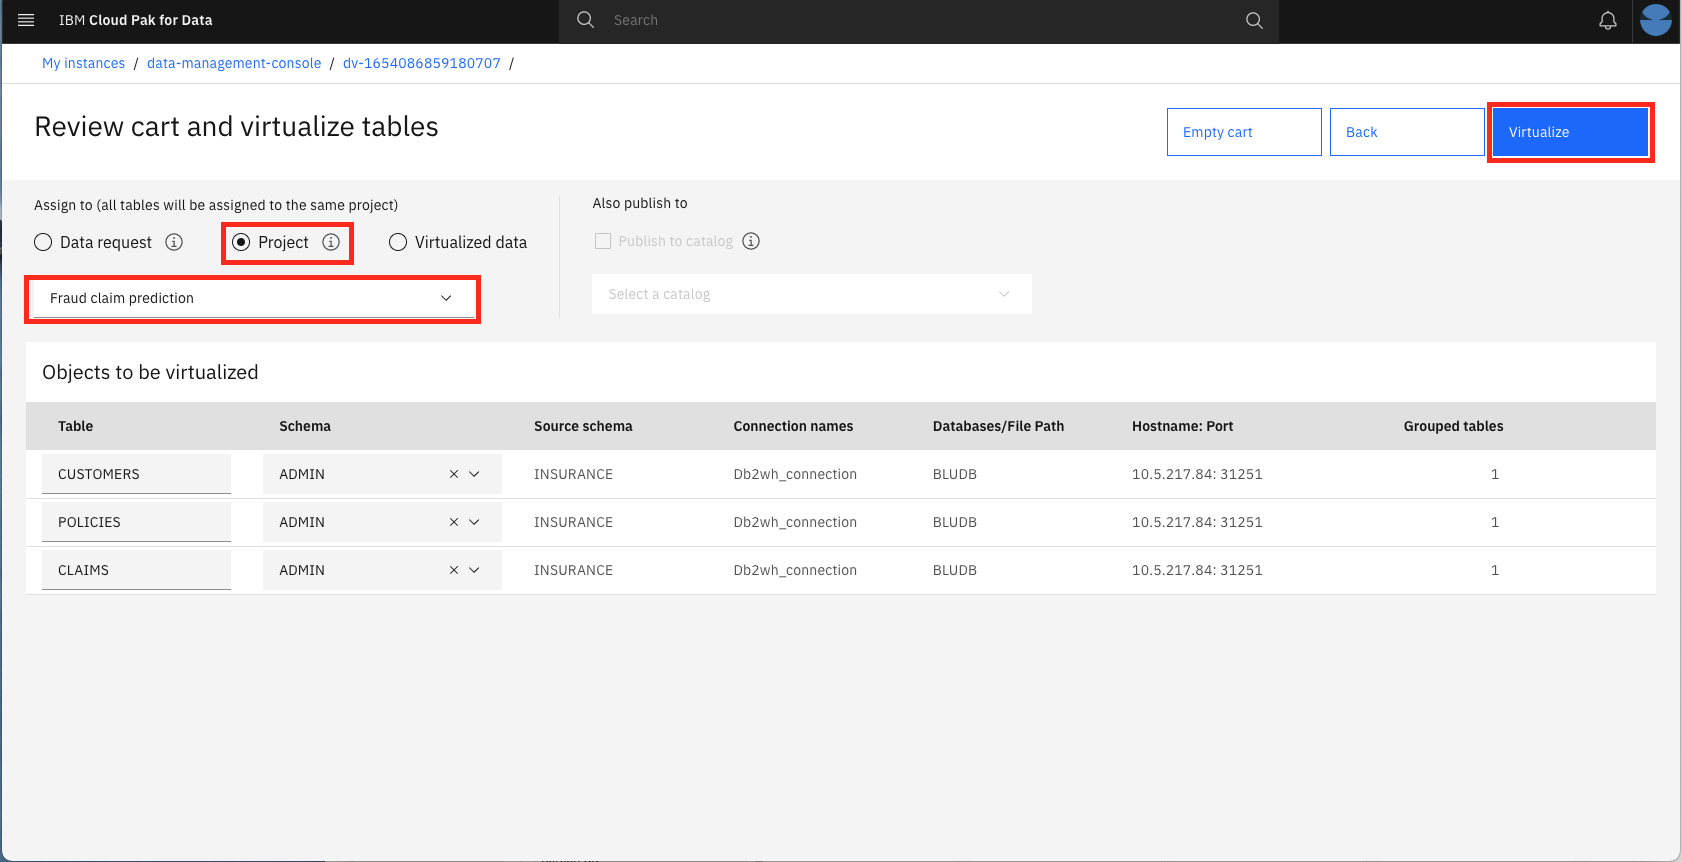 IBM Cloud Pak for Data
Search
My instances / data-management-console / dv-1654086859180707 /
Review cart and virtualize tables
Empty cart
Back
Virtualize
Assign to (all tables will be assigned to the same project)
Data request
Project
Virtualized data
Fraud claim prediction
Also publish to
Publish to catalog
Select a catalog
Objects to be virtualized
Table Schema Source schema Connection names Databases/File Path Hostname: Port Grouped tables
CUSTOMERS ADMIN INSURANCE Db2wh_connection BLUDB 10.5.217.84: 31251 1
POLICIES ADMIN INSURANCE Db2wh_connection BLUDB 10.5.217.84: 31251 1
CLAIMS ADMIN INSURANCE Db2wh_connection BLUDB 10.5.217.84: 31251 1